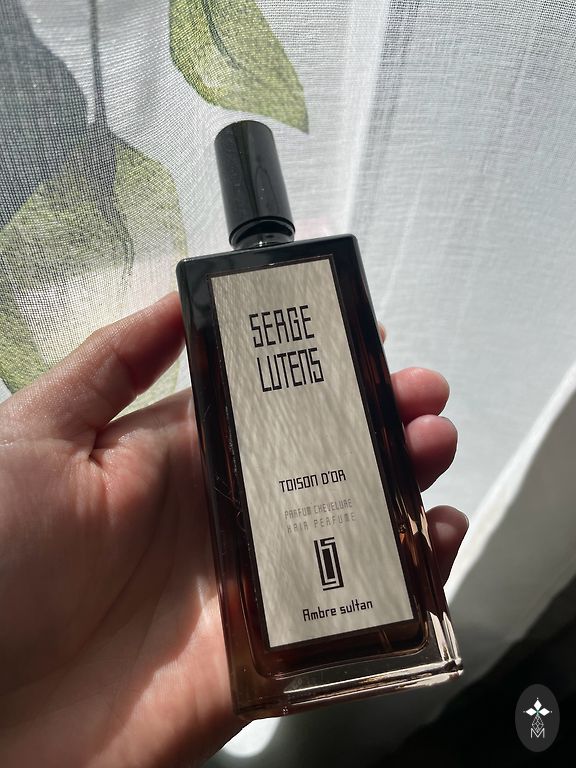 SERGE
LUTENS
TOISON D'OR
PARFUM CHEVELURE
HAIR PERFUME
Ambre sultan